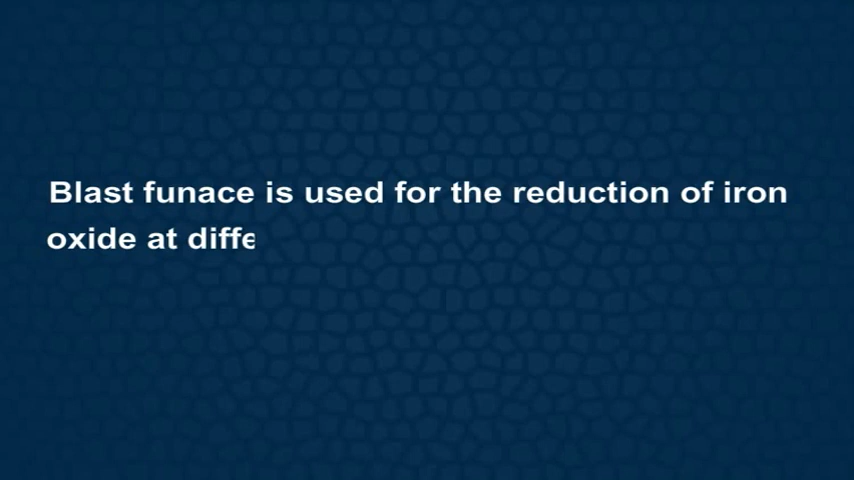 Blast funace is used for the reduction of iron
oxide at diffe